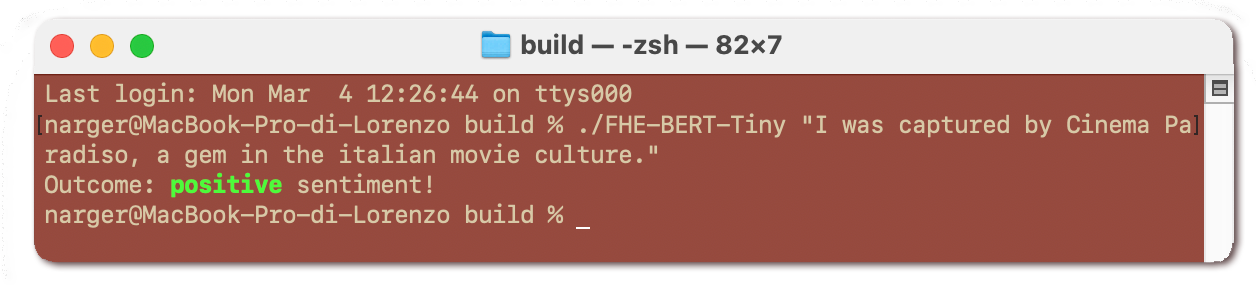 build — -zsh — 82×7
Last login: Mon Mar  4 12:26:44 on ttys000
[narger@MacBook-Pro-di-Lorenzo build % ./FHE-BERT-Tiny "I was captured by Cinema Pa]
radiso, a gem in the italian movie culture."
Outcome: positive sentiment!
narger@MacBook-Pro-di-Lorenzo build % _